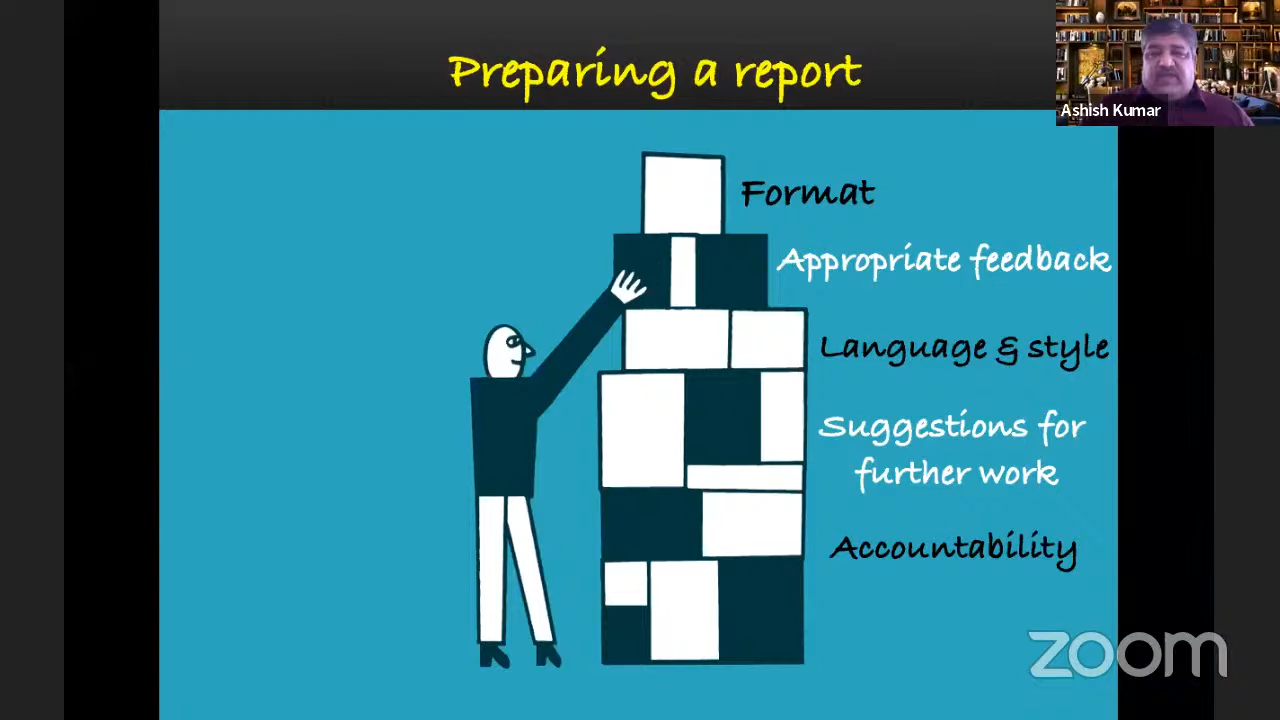 Preparing a report
Ashish Kumar
Format
Appropriate feedback
Language & style
Suggestions for
further work
Accountability
zoom